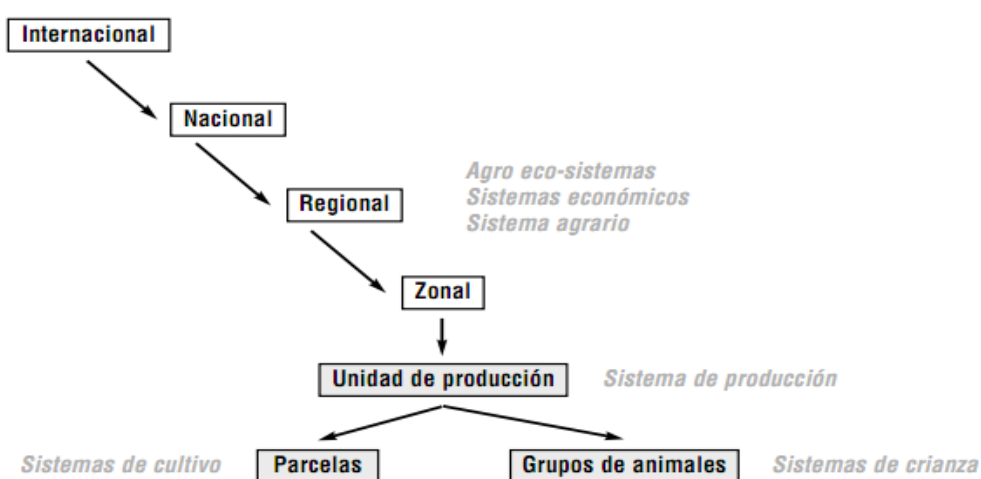 Internacional
Nacional
Agro eco-sistemas
Regional
Sistemas económicos
Sistema agrario
Zonal
Unidad de producción
Sistema de producción
Sistemas de cultivo
Parcelas
Grupos de animales
Sistemas de crianza